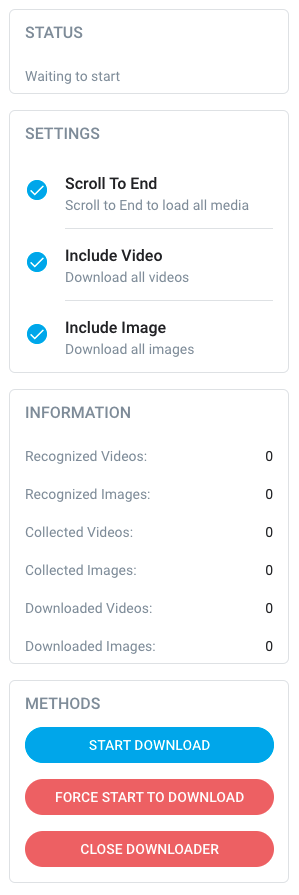 STATUS
Waiting to start
SETTINGS
Scroll To End
Scroll to End to load all media
Include Video
Download all videos
Include Image
Download all images
INFORMATION
Recognized Videos: 0
Recognized Images: 0
Collected Videos: 0
Collected Images: 0
Downloaded Videos: 0
Downloaded Images: 0
METHODS
START DOWNLOAD
FORCE START TO DOWNLOAD
CLOSE DOWNLOADER